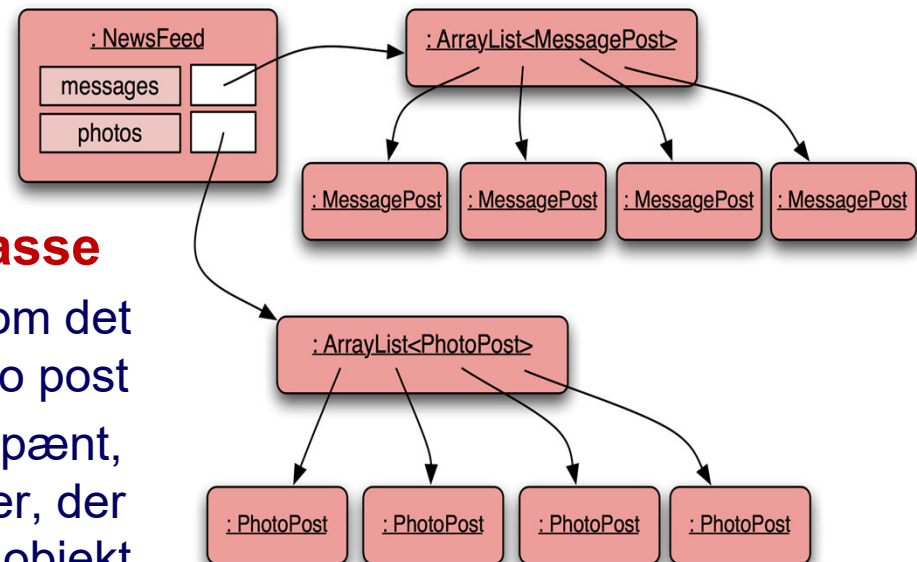 : NewsFeed
messages
photos
: ArrayList<MessagePost>
: MessagePost
: MessagePost
: MessagePost
: MessagePost
asse
om det
o post
pænt,
er, der
objekt
: ArrayList<PhotoPost>
: PhotoPost
: PhotoPost
: PhotoPost
: PhotoPost